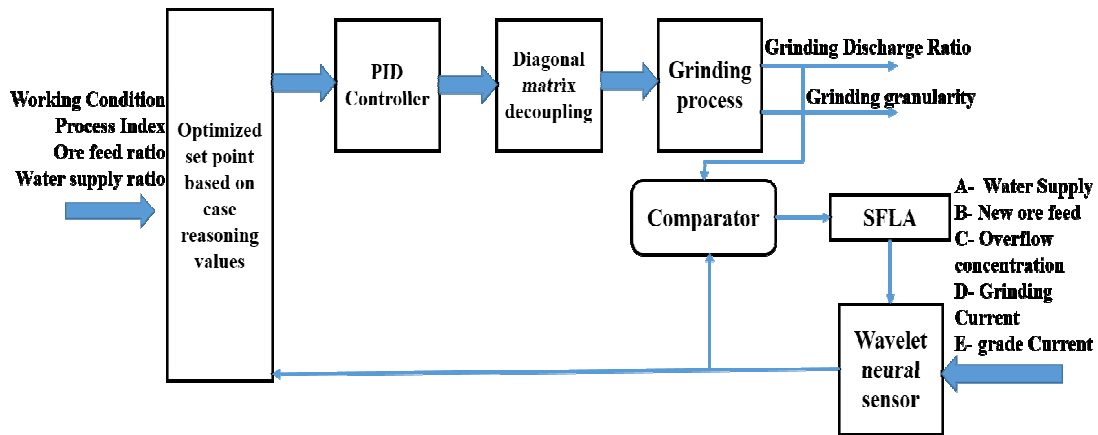 Working Condition
Process Index
Ore feed ratio
Water supply ratio
Optimized
set point
based on
case
reasoning
values
PID
Controller
Diagonal
matrix
decoupling
Grinding
process
Grinding Discharge Ratio
Grinding granularity
Comparator
SFLA
A- Water Supply
B- New ore feed
C- Overflow
concentration
D- Grinding
Current
E- grade Current
Wavelet
neural
sensor